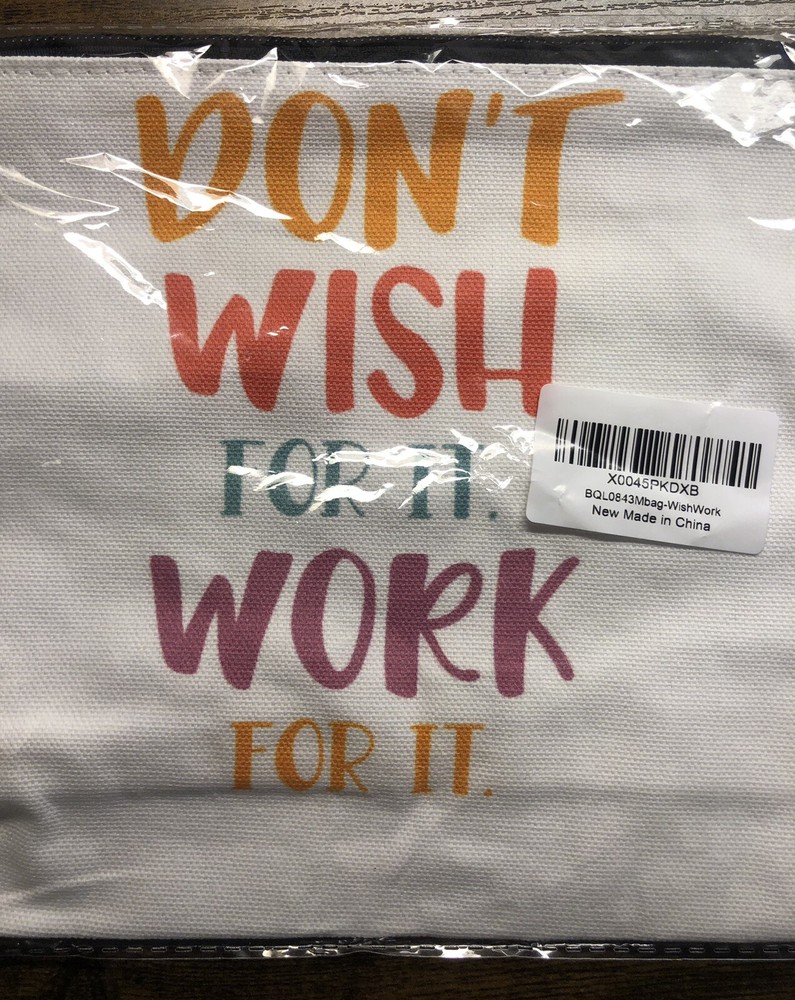 DON'T
WISH
FOR IT.
WORK
FOR IT.
X0045PKDXB
BQL0843Mbag-WishWork
New Made in China